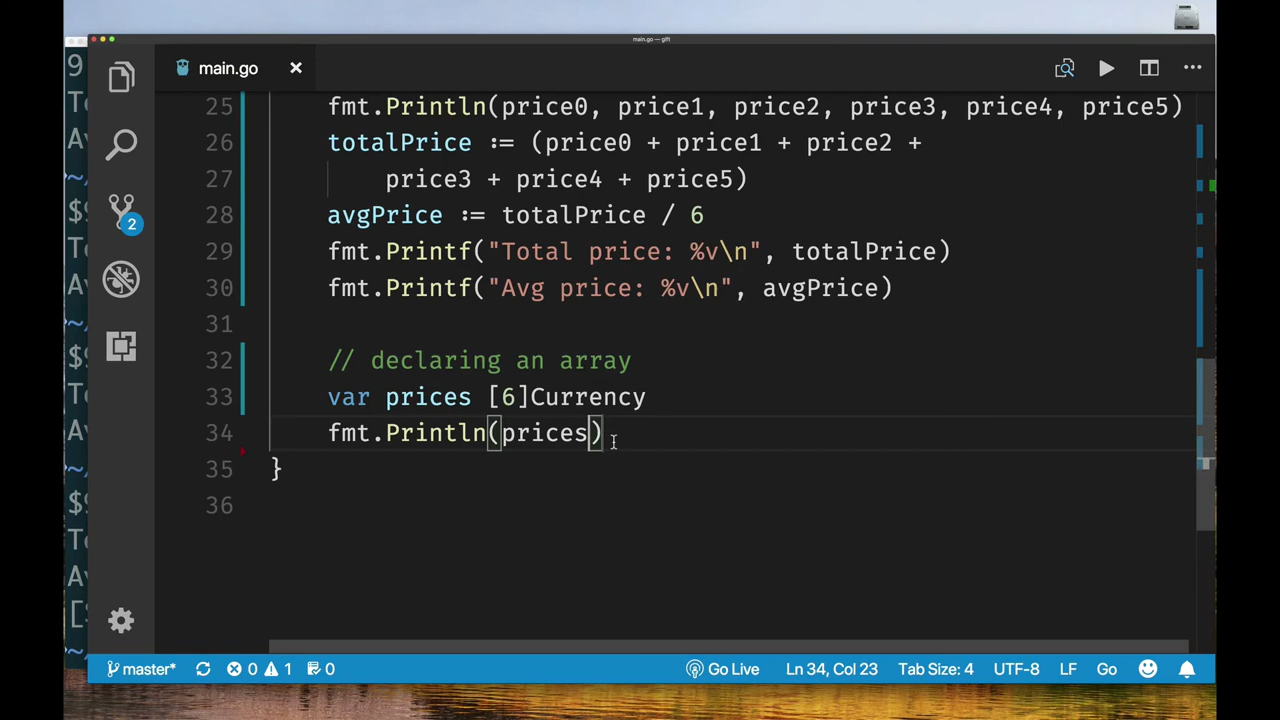 main.go — gift
main.go
25 fmt.Println(price0, price1, price2, price3, price4, price5)
26 totalPrice := (price0 + price1 + price2 +
27 price3 + price4 + price5)
28 avgPrice := totalPrice / 6
29 fmt.Printf("Total price: %v\n", totalPrice)
30 fmt.Printf("Avg price: %v\n", avgPrice)
31
32 // declaring an array
33 var prices [6]Currency
34 fmt.Println(prices)
35 }
36
2
master* 0 1 0 Go Live Ln 34, Col 23 Tab Size: 4 UTF-8 LF Go